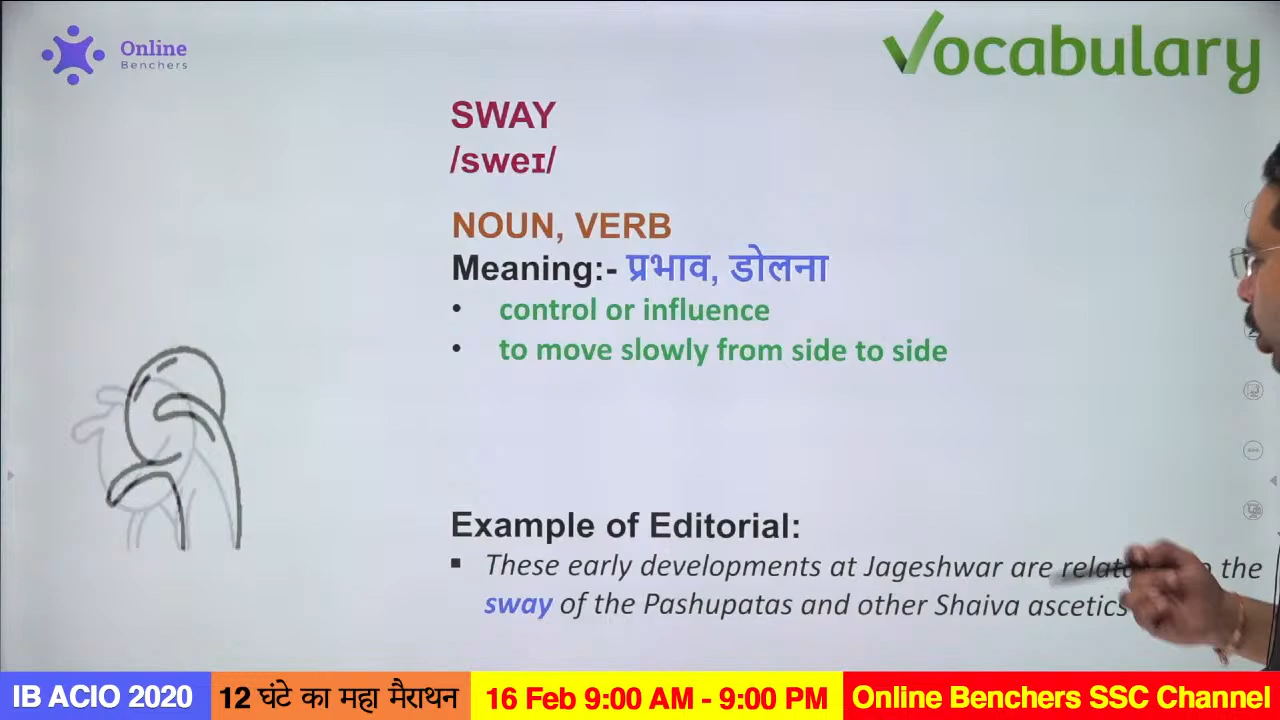 Online
Benchers
Vocabulary
SWAY
/sweɪ/
NOUN, VERB
Meaning:- प्रभाव, डोलना
• control or influence
• to move slowly from side to side
Example of Editorial:
▪ These early developments at Jageshwar are the
sway of the Pashupatas and other Shaiva ascetics
IB ACIO 2020
12 घंटे का महा मैराथन
16 Feb 9:00 AM - 9:00 PM
Online Benchers SSC Channel